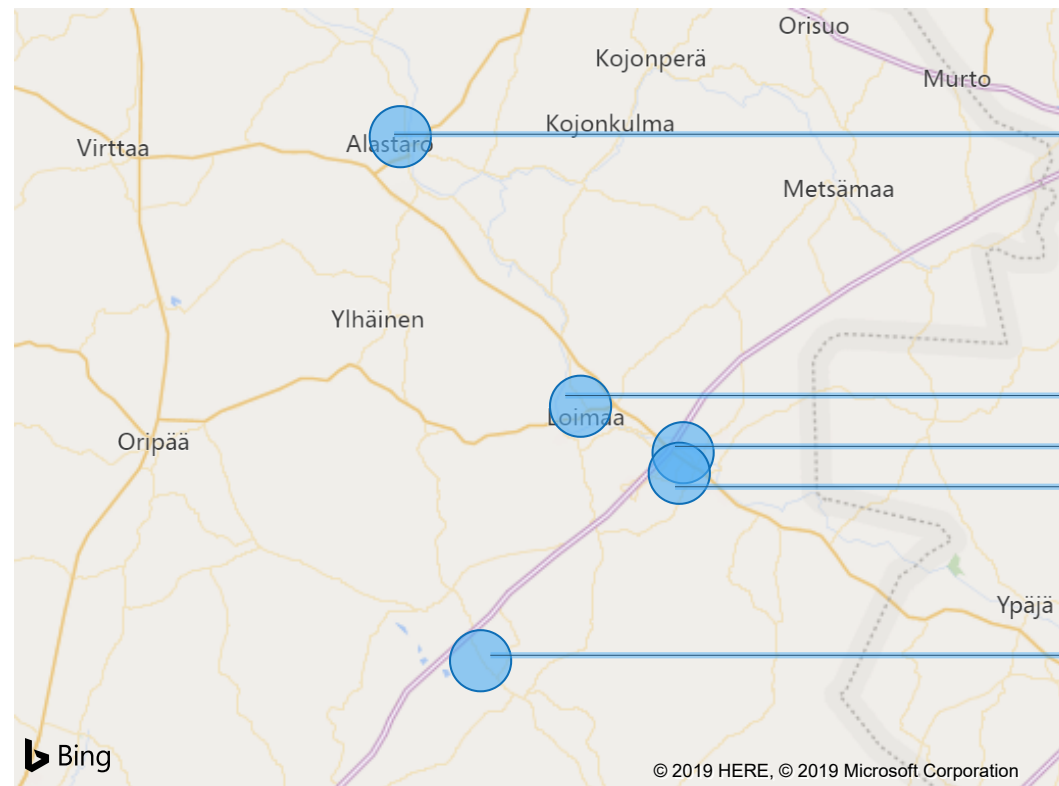 Orisuo
Kojonperä
Murto
Kojonkulma
Virttaa
Alastaro
Metsämaa
Ylhäinen
Loimaa
Oripää
Ypäjä
Bing
© 2019 HERE, © 2019 Microsoft Corporation